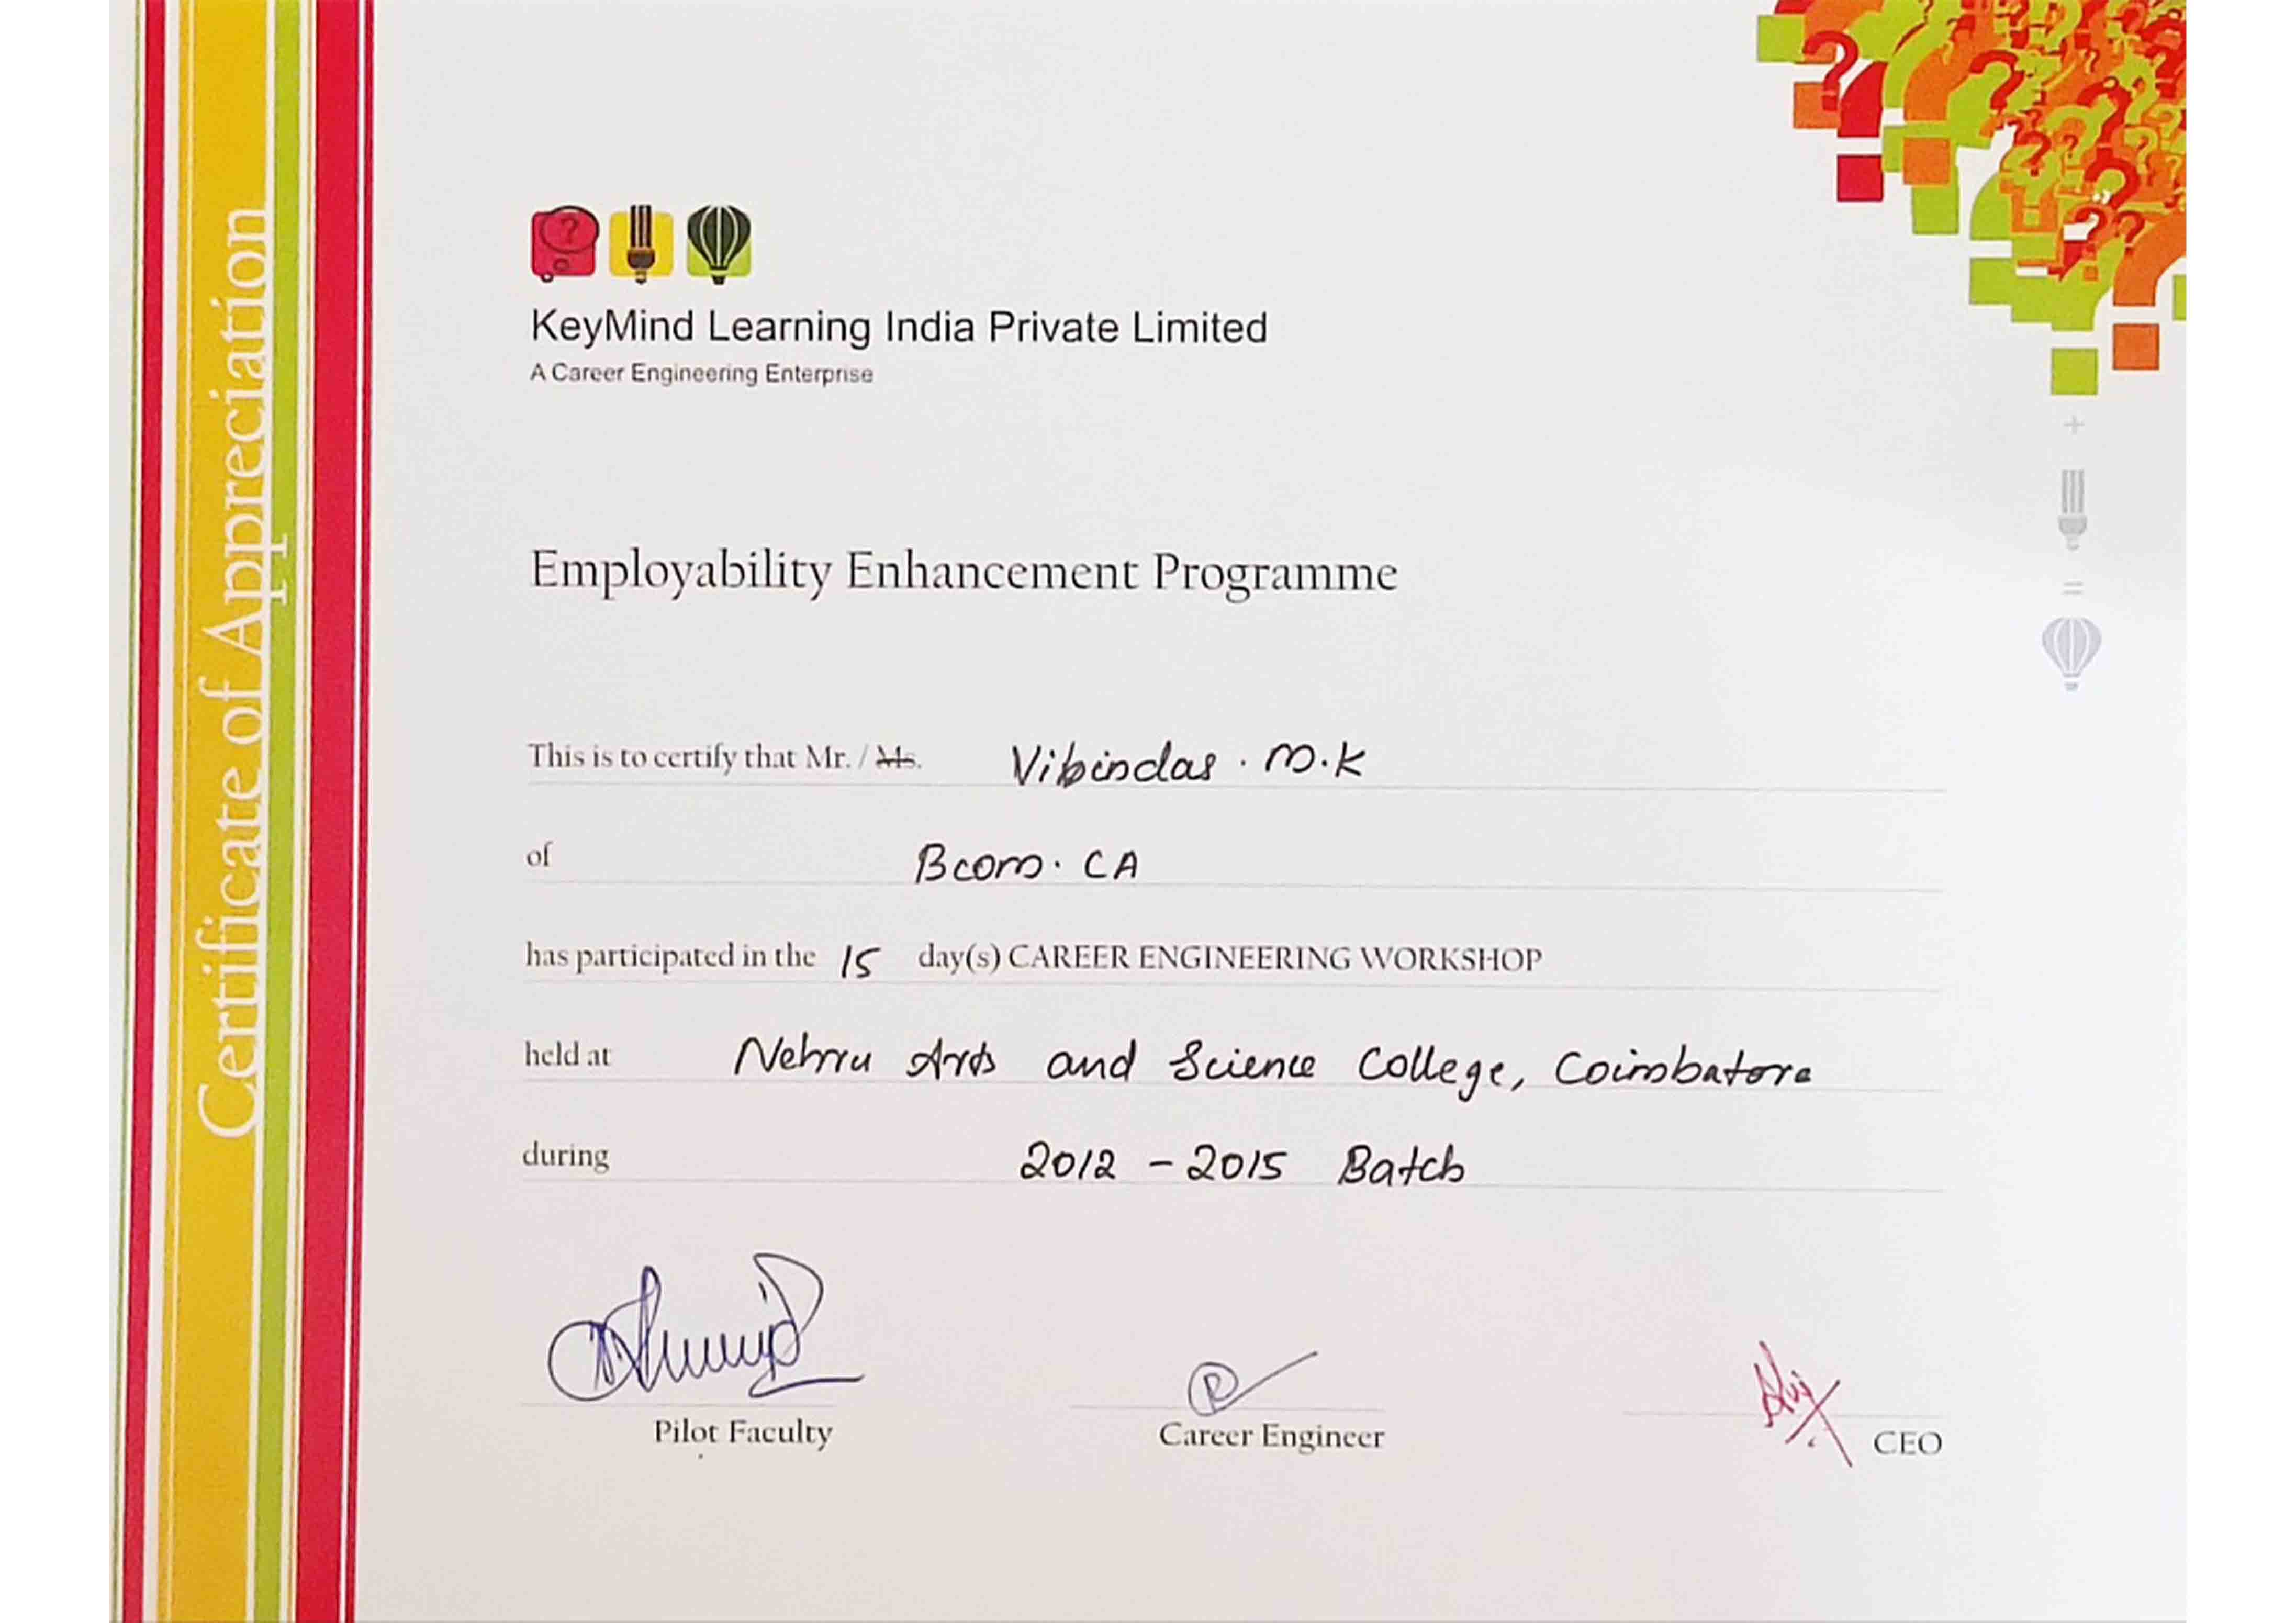 Certificate of Appreciation
KeyMind Learning India Private Limited
A Career Engineering Enterprise
Employability Enhancement Programme
This is to certify that Mr. / Ms. Vibindas . M.K
of Bcom. CA
has participated in the 15 day(s) CAREER ENGINEERING WORKSHOP
held at Nehru Arts and Science College, Coimbatore
during 2012 - 2015 Batch
Pilot Faculty
Career Engineer
CEO